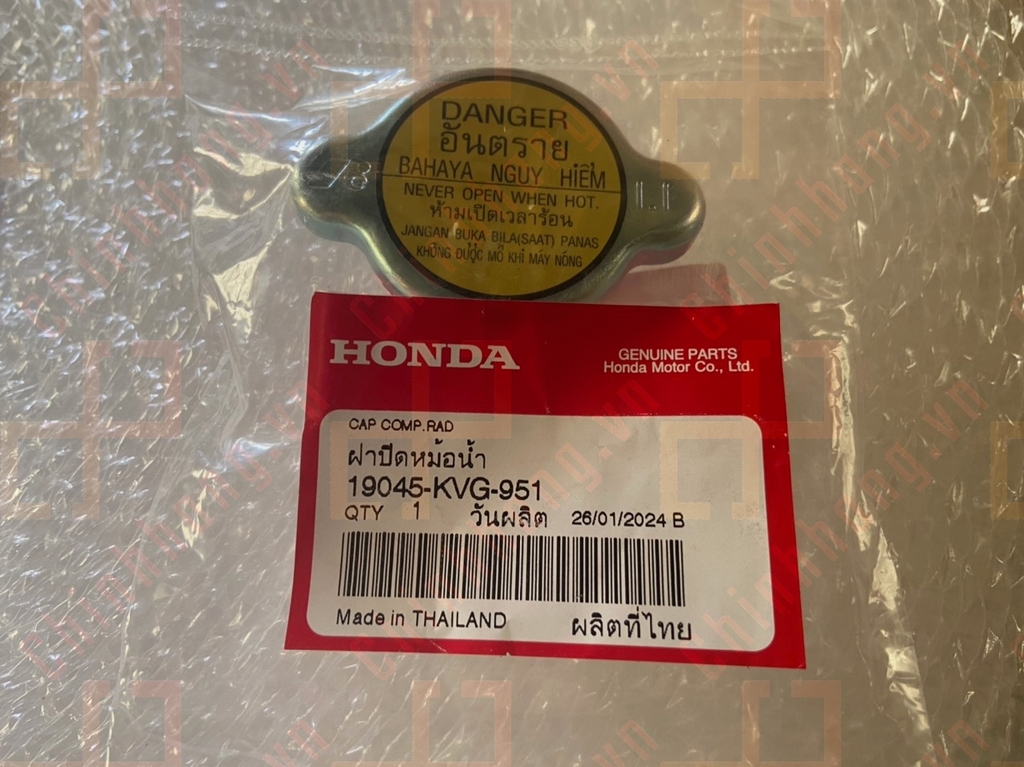 DANGER
อันตราย
BAHAYA NGUY HIỂM
NEVER OPEN WHEN HOT.
ห้ามเปิดเวลาร้อน
JANGAN BUKA BILA(SAAT) PANAS
KHÔNG ĐƯỢC MỞ KHI MÁY NÓNG
1.1
HONDA
GENUINE PARTS
Honda Motor Co., Ltd.
CAP COMP.RAD
ฝาปิดหม้อน้ำ
19045-KVG-951
QTY 1 วันผลิต 26/01/2024 B
Made in THAILAND ผลิตที่ไทย
chinhhang.vn